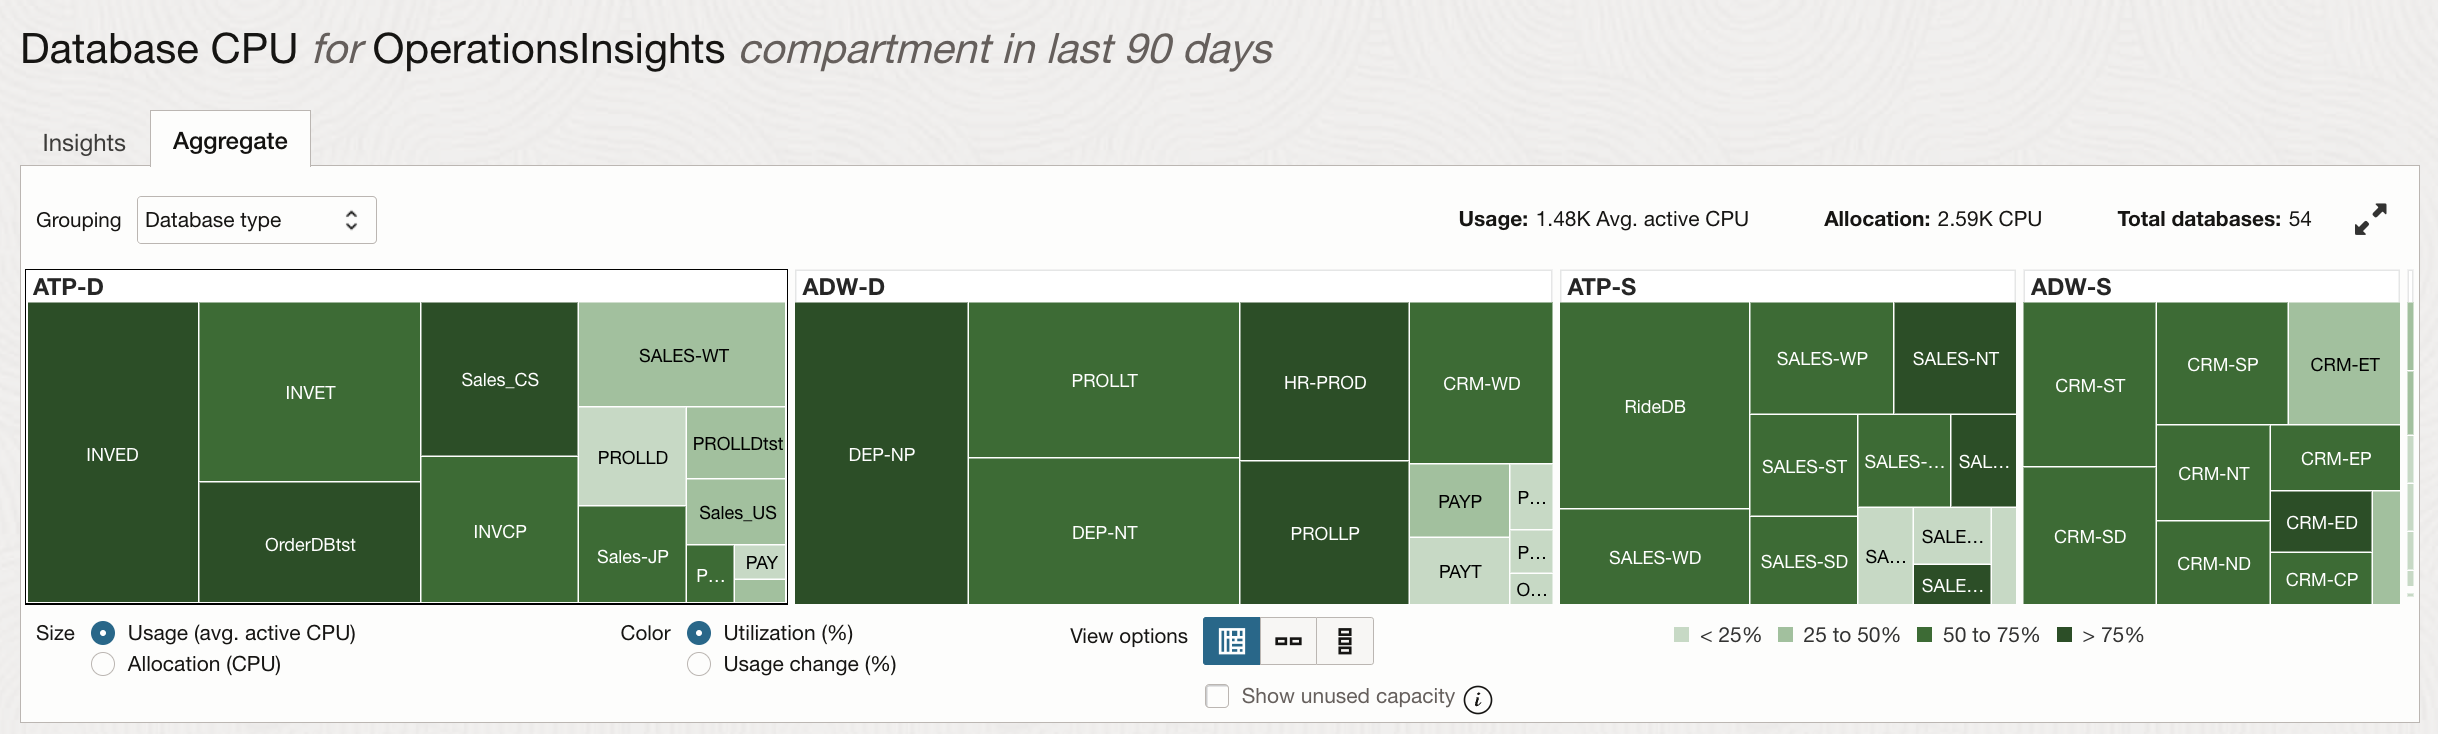 Database CPU for OperationsInsights compartment in last 90 days
Insights
Aggregate
Grouping
Database type
Usage: 1.48K Avg. active CPU
Allocation: 2.59K CPU
Total databases: 54
ATP-D
INVED
INVET
OrderDBtst
Sales_CS
INVCP
SALES-WT
PROLLD
PROLLDtst
Sales_US
Sales-JP
P...
PAY
ADW-D
DEP-NP
PROLLT
DEP-NT
HR-PROD
PROLLP
CRM-WD
PAYP
P...
PAYT
P...
O...
ATP-S
RideDB
SALES-WD
SALES-WP
SALES-NT
SALES-ST
SALES-...
SAL...
SALES-SD
SA...
SALE...
SALE...
ADW-S
CRM-ST
CRM-SD
CRM-SP
CRM-ET
CRM-NT
CRM-EP
CRM-ED
CRM-ND
CRM-CP
Size
Usage (avg. active CPU)
Allocation (CPU)
Color
Utilization (%)
Usage change (%)
View options
Show unused capacity i
< 25%
25 to 50%
50 to 75%
> 75%